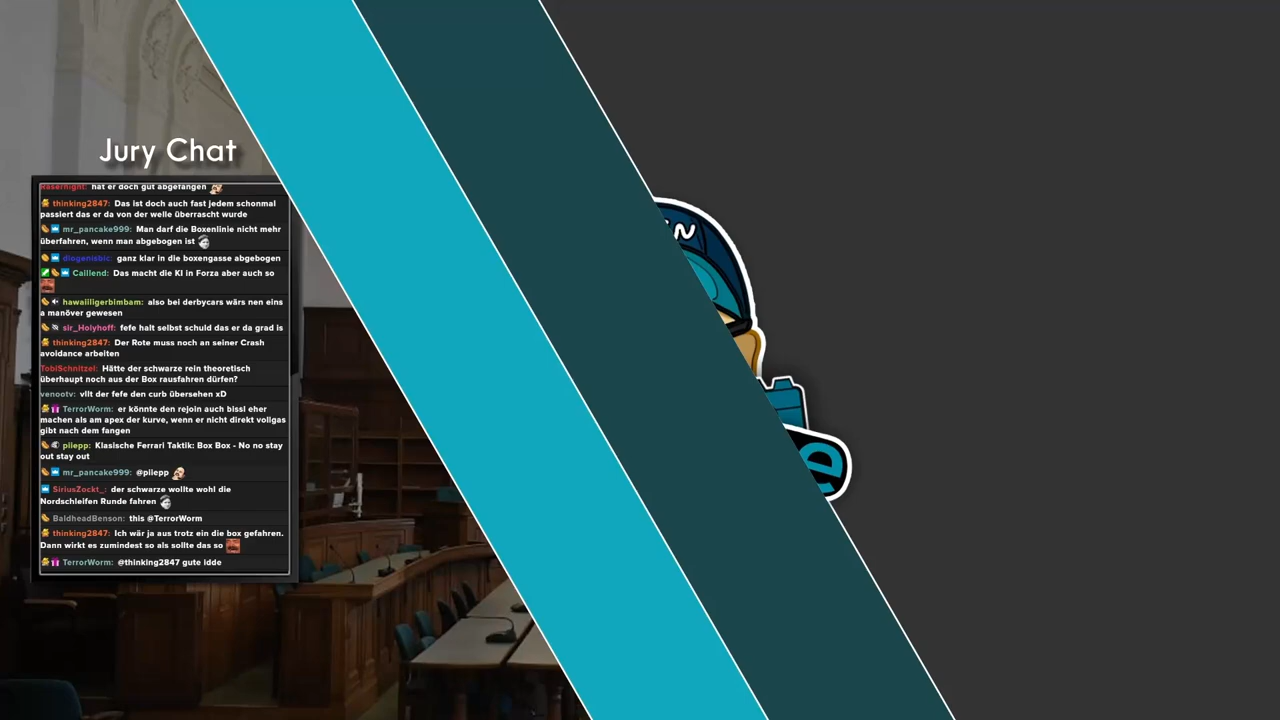 Jury Chat
Rasernight: hat er doch gut abgefangen
thinking2847: Das ist doch auch fast jedem schonmal
passiert das er da von der welle überrascht wurde
mr_pancake999: Man darf die Boxenlinie nicht mehr
überfahren, wenn man abgebogen ist
diogenisbic: ganz klar in die boxengasse abgebogen
Caillend: Das macht die KI in Forza aber auch so
hawaiiligerbimbam: also bei derbycars wärs nen eins
a manöver gewesen
sir_Holyhoff: fefe halt selbst schuld das er da grad is
thinking2847: Der Rote muss noch an seiner Crash
avoidance arbeiten
TobiSchnitzel: Hätte der schwarze rein theoretisch
überhaupt noch aus der Box rausfahren dürfen?
venootv: vllt der fefe den curb übersehen xD
TerrorWorm: er könnte den rejoin auch bissl eher
machen als am apex der kurve, wenn er nicht direkt vollgas
gibt nach dem fangen
pilepp: Klasische Ferrari Taktik: Box Box - No no stay
out stay out
mr_pancake999: @pilepp
SiriusZockt_: der schwarze wollte wohl die
Nordschleifen Runde fahren
BaldheadBenson: this @TerrorWorm
thinking2847: Ich wär ja aus trotz ein die box gefahren.
Dann wirkt es zumindest so als sollte das so
TerrorWorm: @thinking2847 gute idde